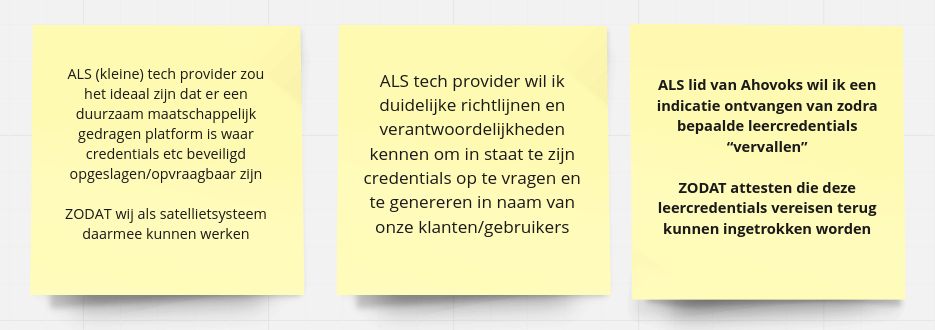 ALS (kleine) tech provider zou
het ideaal zijn dat er een
duurzaam maatschappelijk
gedragen platform is waar
credentials etc beveiligd
opgeslagen/opvraagbaar zijn
ZODAT wij als satellietsysteem
daarmee kunnen werken
ALS tech provider wil ik
duidelijke richtlijnen en
verantwoordelijkheden
kennen om in staat te zijn
credentials op te vragen en
te genereren in naam van
onze klanten/gebruikers
ALS lid van Ahovoks wil ik een
indicatie ontvangen van zodra
bepaalde leercredentials
“vervallen”
ZODAT attesten die deze
leercredentials vereisen terug
kunnen ingetrokken worden